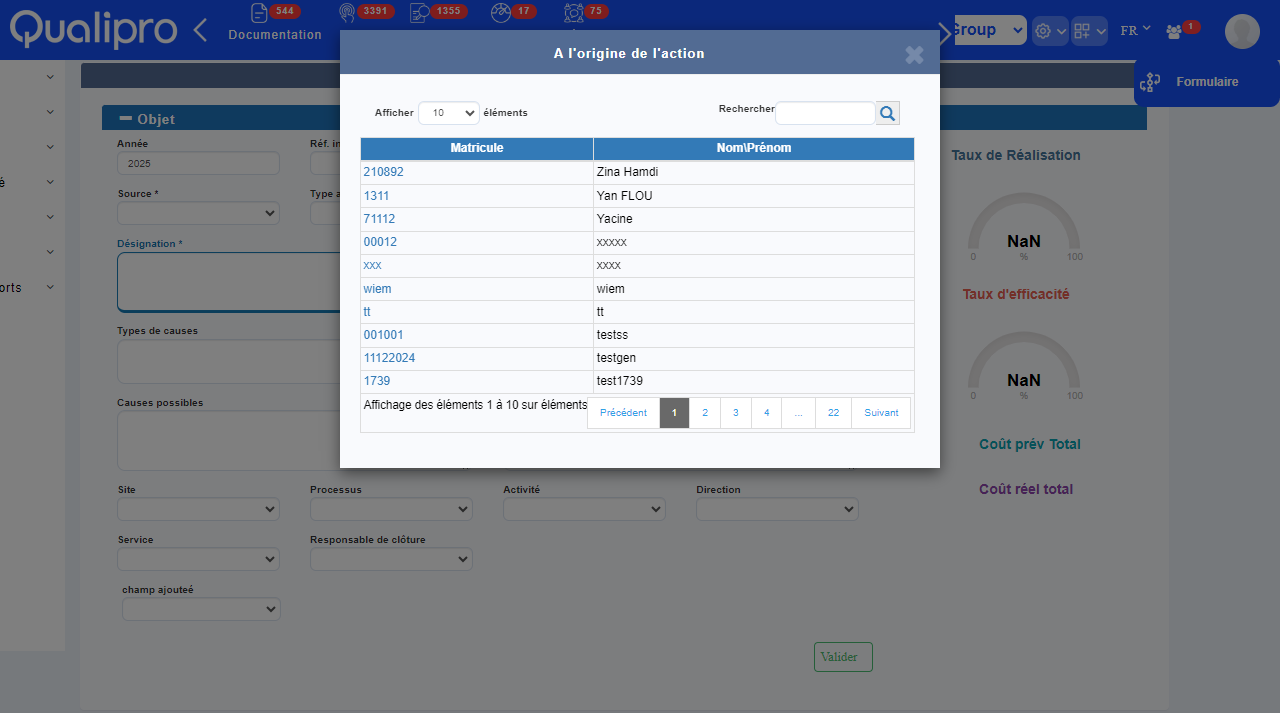 Qualipro
544 3391 1355 17 75
Documentation
Group
FR
1
Formulaire
A l'origine de l'action
Afficher 10 éléments
Rechercher
Matricule Nom\Prénom
210892 Zina Hamdi
1311 Yan FLOU
71112 Yacine
00012 xxxxx
xxx xxxx
wiem wiem
tt tt
001001 testss
11122024 testgen
1739 test1739
Affichage des éléments 1 à 10 sur éléments
Précédent 1 2 3 4 ... 22 Suivant
é
orts
Objet
Année
2025
Réf. in
Source *
Type a
Désignation *
Types de causes
Causes possibles
Site Processus Activité Direction
Service Responsable de clôture
champ ajouteé
Valider
Taux de Réalisation
NaN
0 % 100
Taux d'efficacité
NaN
0 % 100
Coût prév Total
Coût réel total